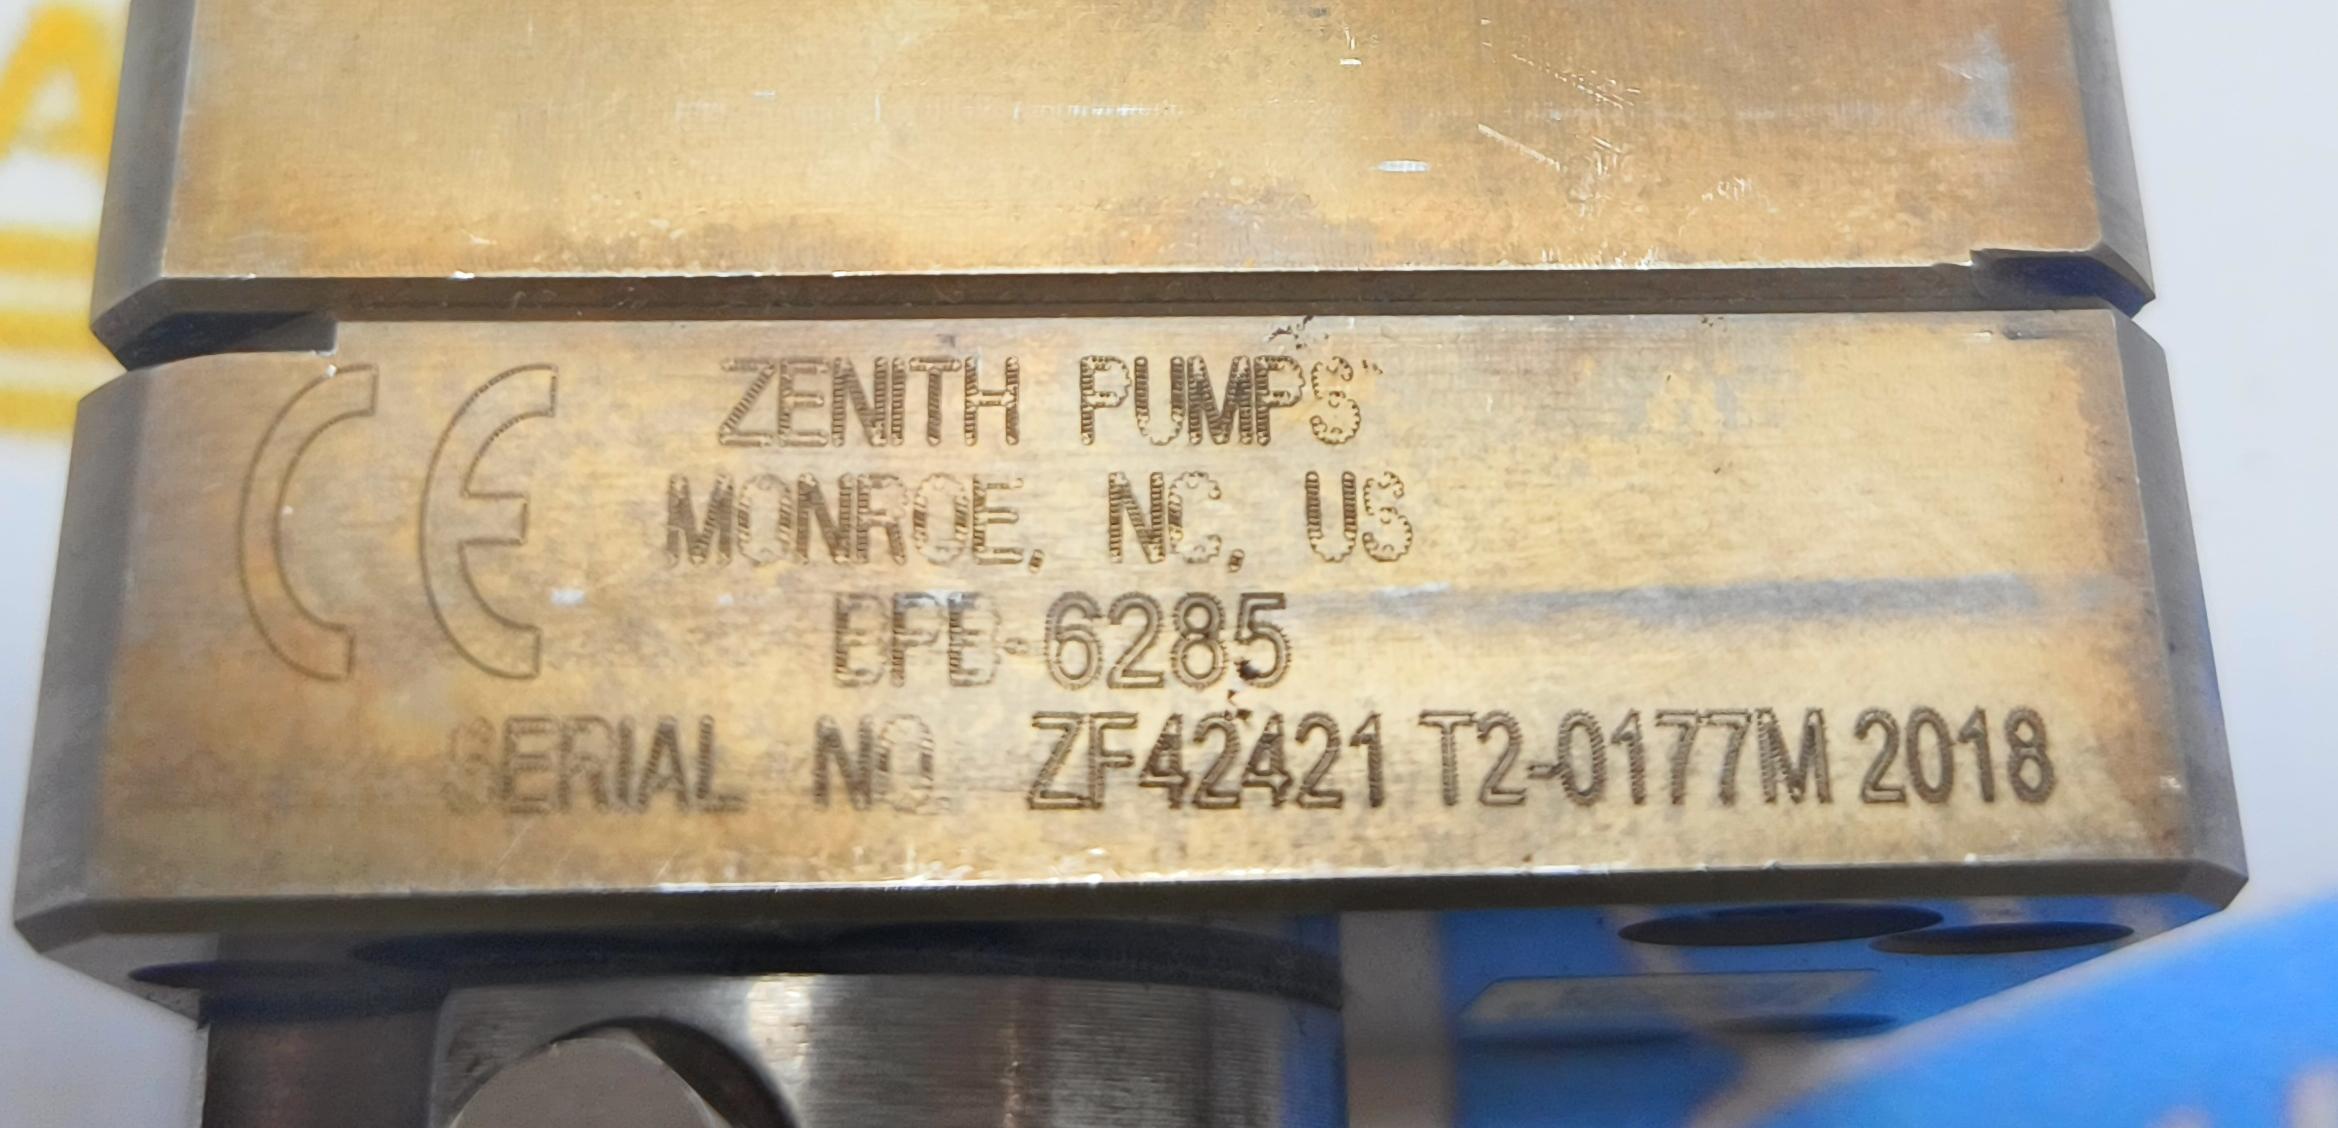 CE ZENITH PUMPS
MONROE, NC, US
BPB-6285
SERIAL NO. ZF42421 T2-0177M 2018